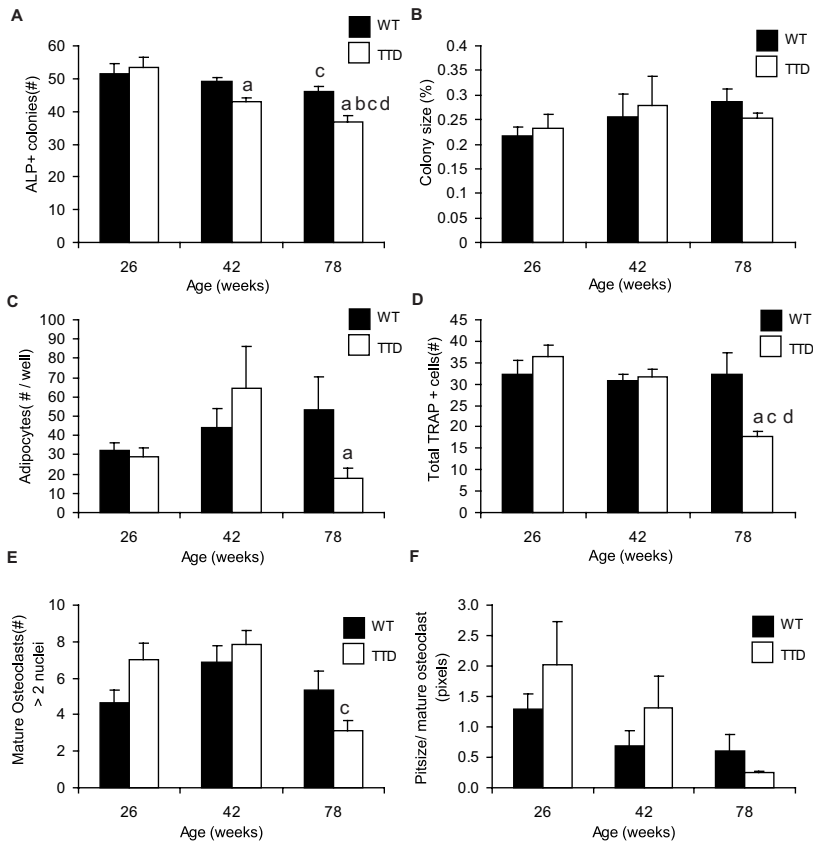 A
WT
TTD
60
50
40
30
20
10
0
ALP+ colonies(#)
a
c
a b c d
26
42
78
Age (weeks)
B
WT
TTD
0.4
0.35
0.3
0.25
0.2
0.15
0.1
0.05
0
Colony size (%)
26
42
78
Age (weeks)
C
WT
TTD
100
90
80
70
60
50
40
30
20
10
0
Adipocytes( # / well)
a
26
42
78
Age (weeks)
D
WT
TTD
45
40
35
30
25
20
15
10
5
0
Total TRAP + cells(#)
a c d
26
42
78
Age (weeks)
E
WT
TTD
10
8
6
4
2
0
Mature Osteoclasts(#)
> 2 nuclei
c
26
42
78
Age (weeks)
F
WT
TTD
3.0
2.5
2.0
1.5
1.0
0.5
0.0
Pitsize/ mature osteoclast
(pixels)
26
42
78
Age (weeks)